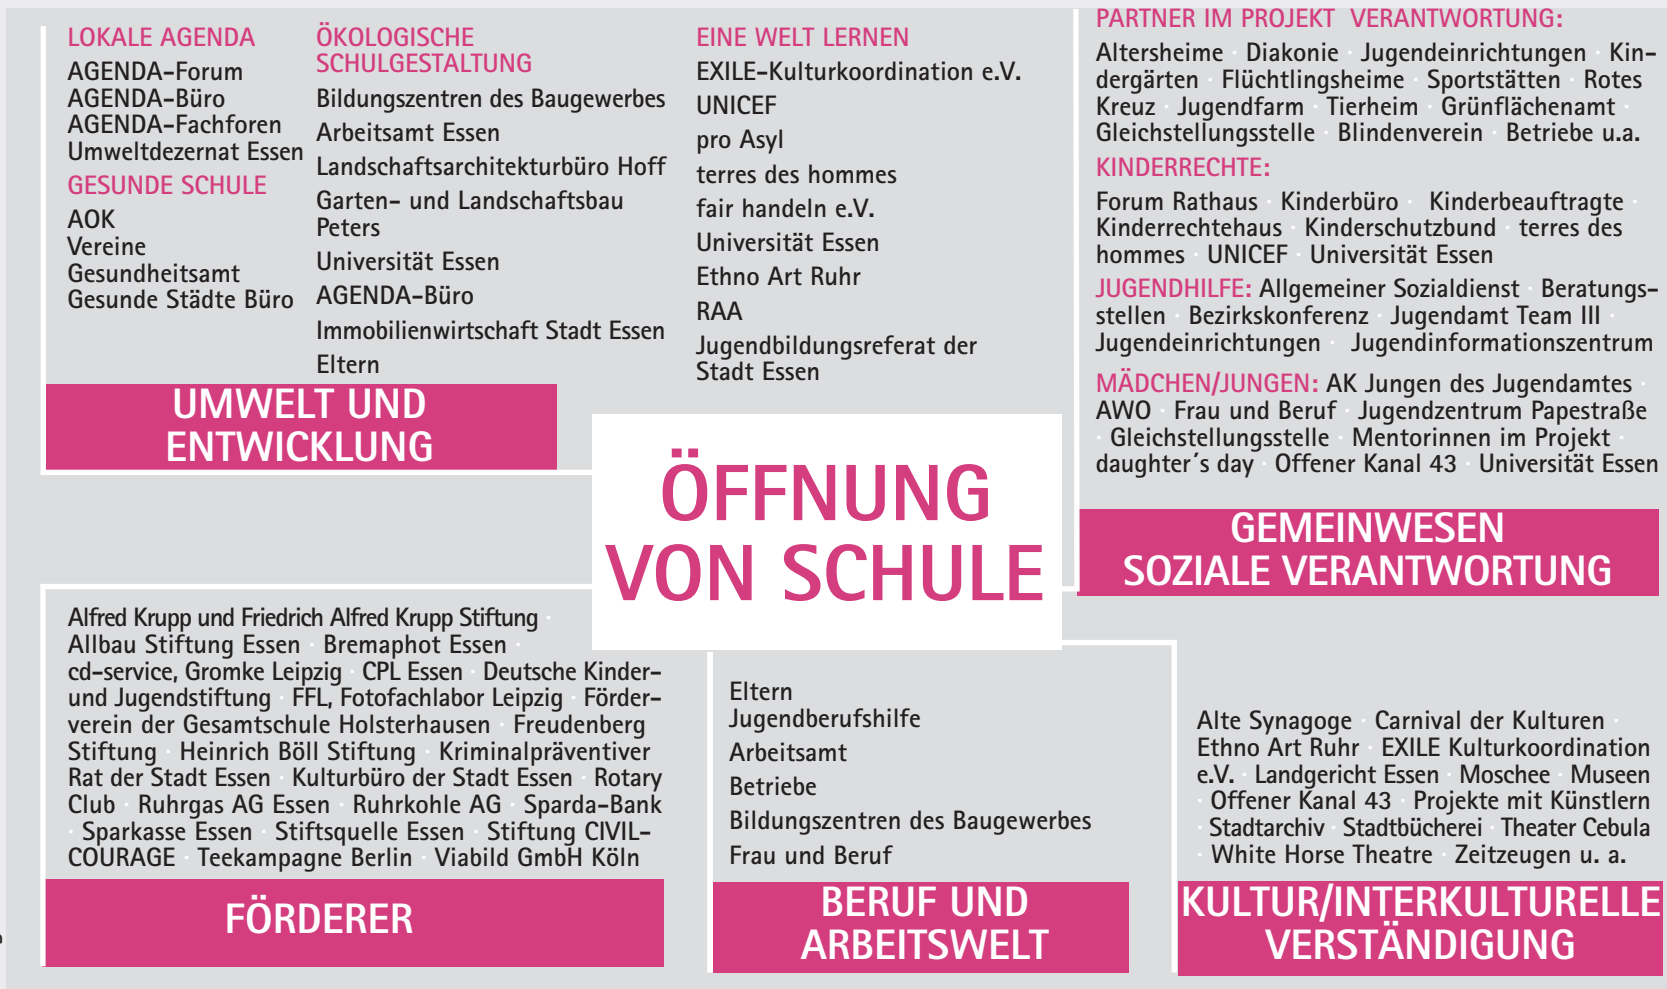 LOKALE AGENDA
AGENDA-Forum
AGENDA-Büro
AGENDA-Fachforen
Umweltdezernat Essen
GESUNDE SCHULE
AOK
Vereine
Gesundheitsamt
Gesunde Städte Büro
ÖKOLOGISCHE
SCHULGESTALTUNG
Bildungszentren des Baugewerbes
Arbeitsamt Essen
Landschaftsarchitekturbüro Hoff
Garten- und Landschaftsbau
Peters
Universität Essen
AGENDA-Büro
Immobilienwirtschaft Stadt Essen
Eltern
EINE WELT LERNEN
EXILE-Kulturkoordination e.V.
UNICEF
pro Asyl
terres des hommes
fair handeln e.V.
Universität Essen
Ethno Art Ruhr
RAA
Jugendbildungsreferat der
Stadt Essen
UMWELT UND
ENTWICKLUNG
PARTNER IM PROJEKT VERANTWORTUNG:
Altersheime · Diakonie · Jugendeinrichtungen · Kin-
dergärten · Flüchtlingsheime · Sportstätten · Rotes
Kreuz · Jugendfarm · Tierheim · Grünflächenamt ·
Gleichstellungsstelle · Blindenverein · Betriebe u.a.
KINDERRECHTE:
Forum Rathaus · Kinderbüro · Kinderbeauftragte ·
Kinderrechtehaus · Kinderschutzbund · terres des
hommes · UNICEF · Universität Essen
JUGENDHILFE: Allgemeiner Sozialdienst · Beratungs-
stellen · Bezirkskonferenz · Jugendamt Team III ·
Jugendeinrichtungen · Jugendinformationszentrum
MÄDCHEN/JUNGEN: AK Jungen des Jugendamtes ·
AWO · Frau und Beruf · Jugendzentrum Papestraße
· Gleichstellungsstelle · Mentorinnen im Projekt ·
daughter´s day · Offener Kanal 43 · Universität Essen
GEMEINWESEN
SOZIALE VERANTWORTUNG
ÖFFNUNG
VON SCHULE
Alfred Krupp und Friedrich Alfred Krupp Stiftung ·
Allbau Stiftung Essen · Bremaphot Essen ·
cd-service, Gromke Leipzig · CPL Essen · Deutsche Kinder-
und Jugendstiftung · FFL, Fotofachlabor Leipzig · Förder-
verein der Gesamtschule Holsterhausen · Freudenberg
Stiftung · Heinrich Böll Stiftung · Kriminalpräventiver
Rat der Stadt Essen · Kulturbüro der Stadt Essen · Rotary
Club · Ruhrgas AG Essen · Ruhrkohle AG · Sparda-Bank
· Sparkasse Essen · Stiftsquelle Essen · Stiftung CIVIL-
COURAGE · Teekampagne Berlin · Viabild GmbH Köln
FÖRDERER
Eltern
Jugendberufshilfe
Arbeitsamt
Betriebe
Bildungszentren des Baugewerbes
Frau und Beruf
BERUF UND
ARBEITSWELT
Alte Synagoge · Carnival der Kulturen ·
Ethno Art Ruhr · EXILE Kulturkoordination
e.V. · Landgericht Essen · Moschee · Museen
· Offener Kanal 43 · Projekte mit Künstlern
· Stadtarchiv · Stadtbücherei · Theater Cebula
· White Horse Theatre · Zeitzeugen u. a.
KULTUR/INTERKULTURELLE
VERSTÄNDIGUNG